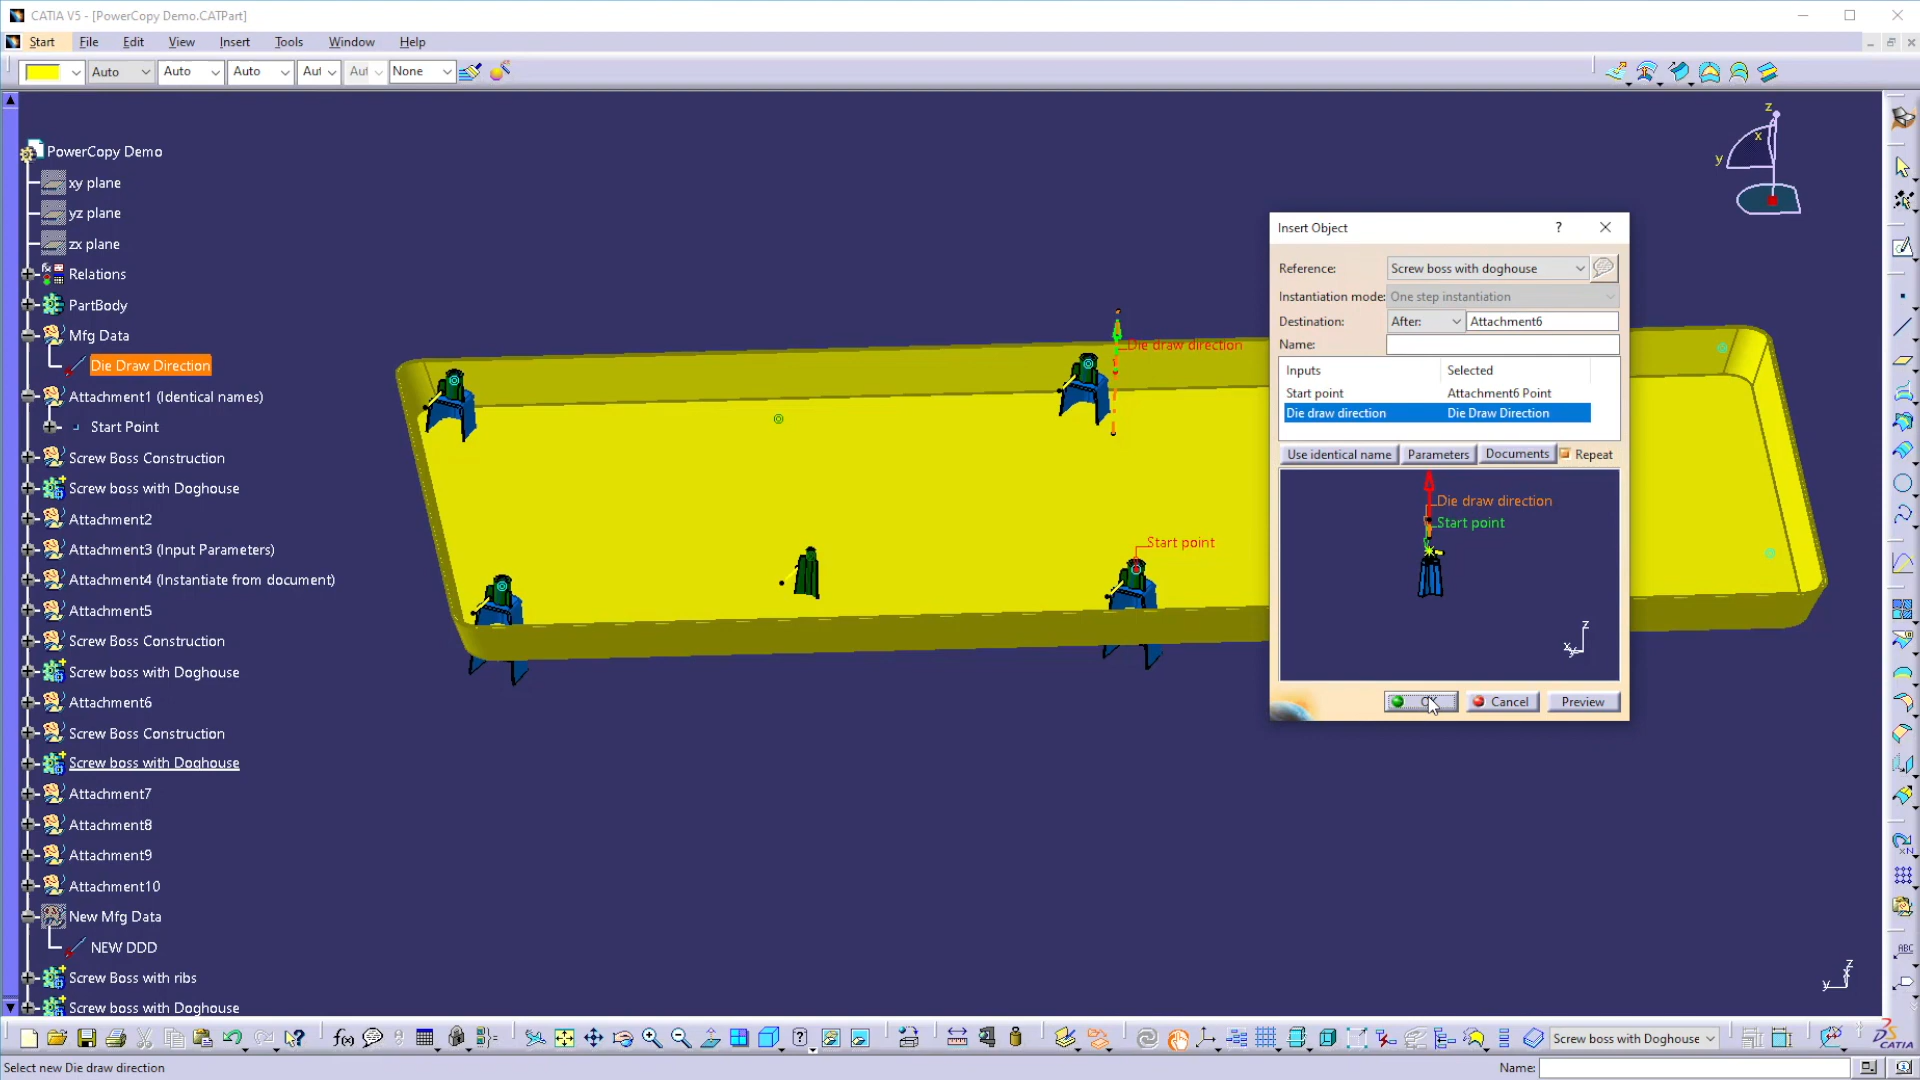 CATIA V5 - [PowerCopy Demo.CATPart]
Start File Edit View Insert Tools Window Help
Auto Auto Auto Aut Aut None
PowerCopy Demo
xy plane
yz plane
zx plane
Relations
PartBody
Mfg Data
Die Draw Direction
Attachment1 (Identical names)
Start Point
Screw Boss Construction
Screw boss with Doghouse
Attachment2
Attachment3 (Input Parameters)
Attachment4 (Instantiate from document)
Attachment5
Screw Boss Construction
Screw boss with Doghouse
Attachment6
Screw Boss Construction
Screw boss with Doghouse
Attachment7
Attachment8
Attachment9
Attachment10
New Mfg Data
NEW DDD
Screw Boss with ribs
Screw boss with Doghouse
Die draw direction
Start point
z
x
y
Insert Object ?
Reference: Screw boss with doghouse
Instantiation mode: One step instantiation
Destination: After: Attachment6
Name:
Inputs Selected
Start point Attachment6 Point
Die draw direction Die Draw Direction
Use identical name Parameters Documents Repeat
Die draw direction
Start point
z
x y
OK Cancel Preview
z
y
ABC
Screw boss with Doghouse
CATIA
Select new Die draw direction
Name: